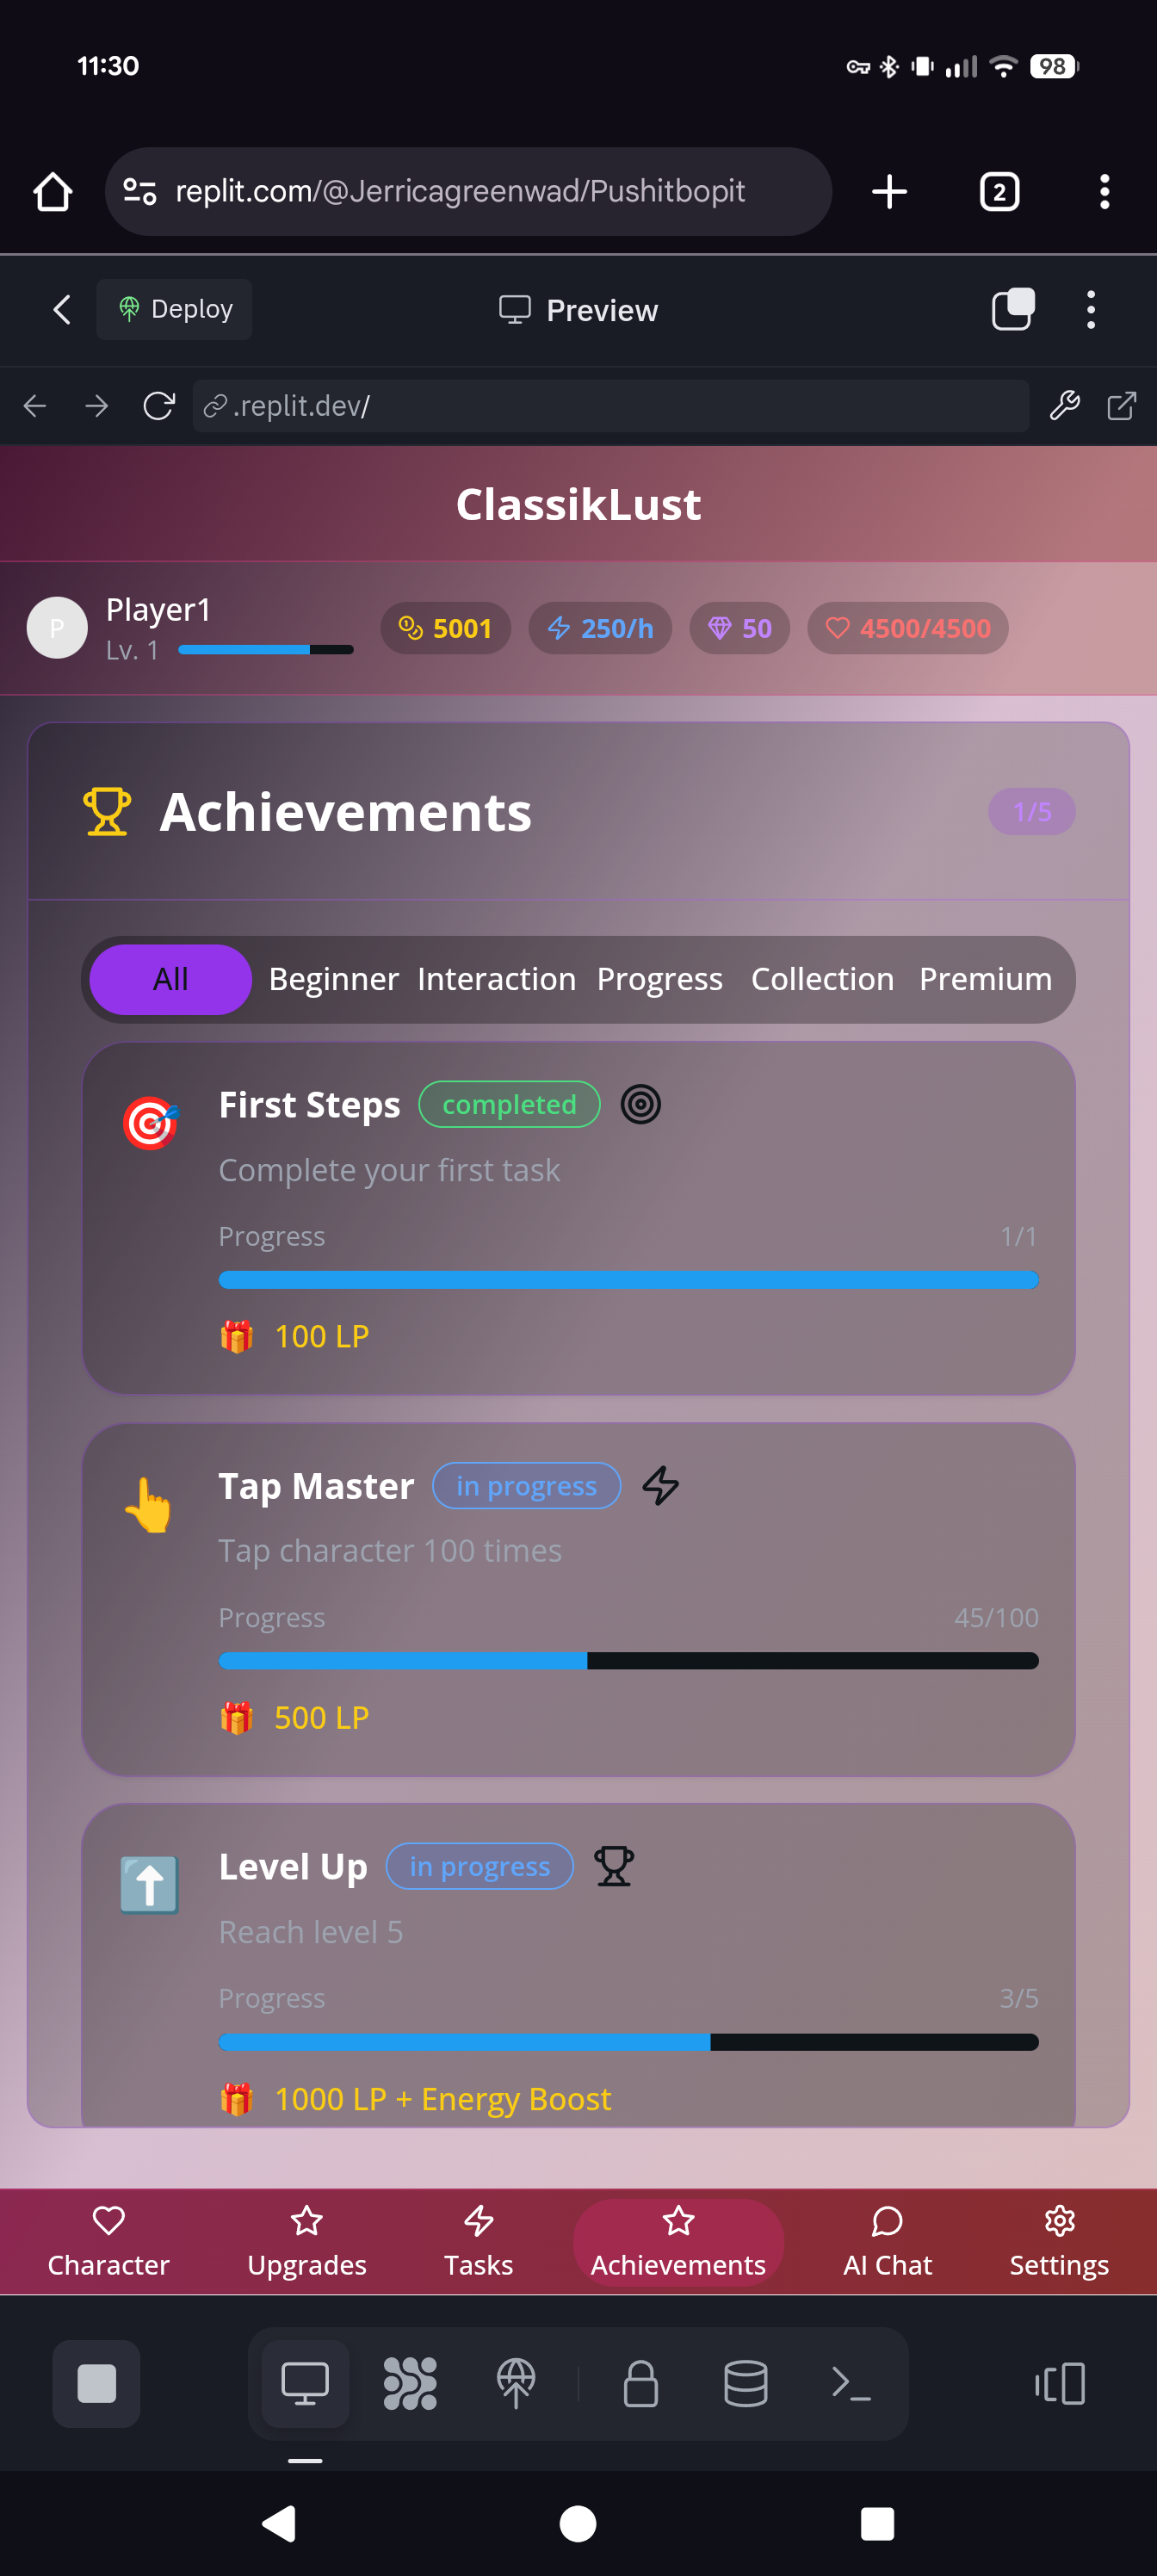 11:30
98
replit.com/@Jerricagreenwad/Pushitbopit
2
Deploy
Preview
.replit.dev/
ClassikLust
P
Player1
Lv. 1
5001
250/h
50
4500/4500
Achievements
1/5
All Beginner Interaction Progress Collection Premium
First Steps completed
Complete your first task
Progress 1/1
100 LP
Tap Master in progress
Tap character 100 times
Progress 45/100
500 LP
Level Up in progress
Reach level 5
Progress 3/5
1000 LP + Energy Boost
Character Upgrades Tasks Achievements AI Chat Settings